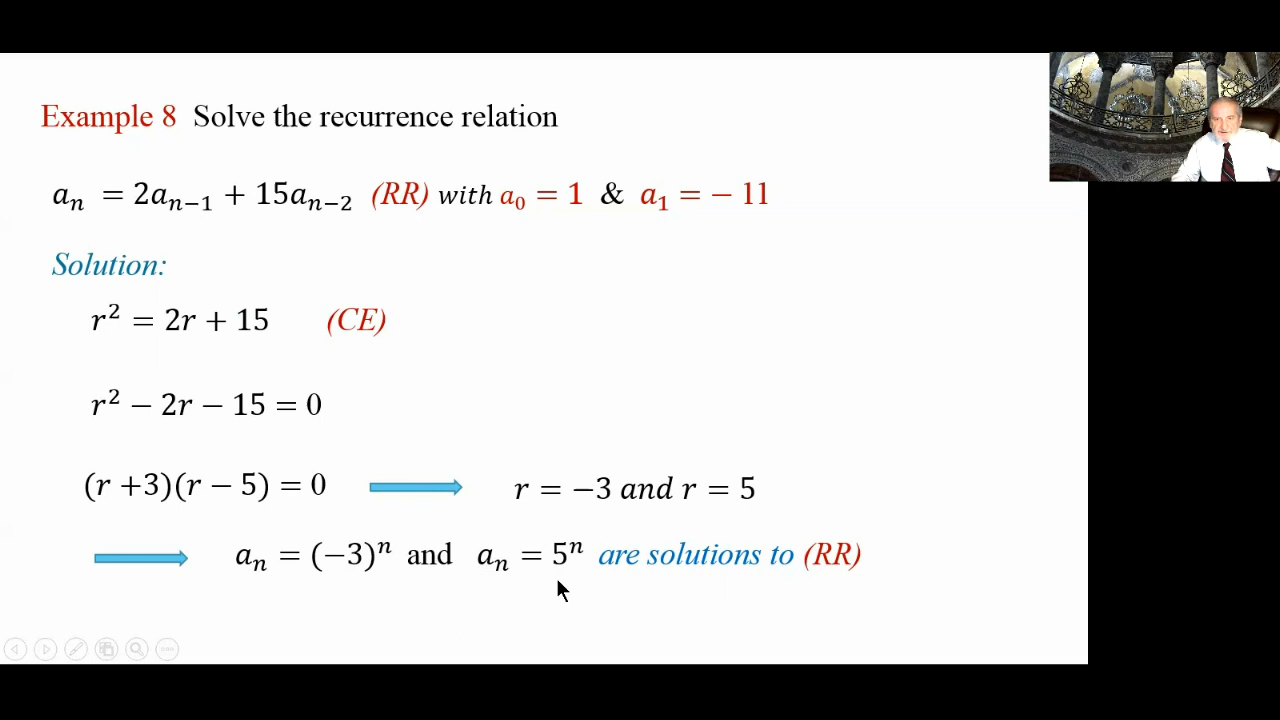 Example 8 Solve the recurrence relation
aₙ = 2aₙ₋₁ + 15aₙ₋₂ (RR) with a₀ = 1 & a₁ = − 11
Solution:
r² = 2r + 15 (CE)
r² − 2r − 15 = 0
(r +3)(r − 5) = 0 r = −3 and r = 5
aₙ = (−3)ⁿ and aₙ = 5ⁿ are solutions to (RR)